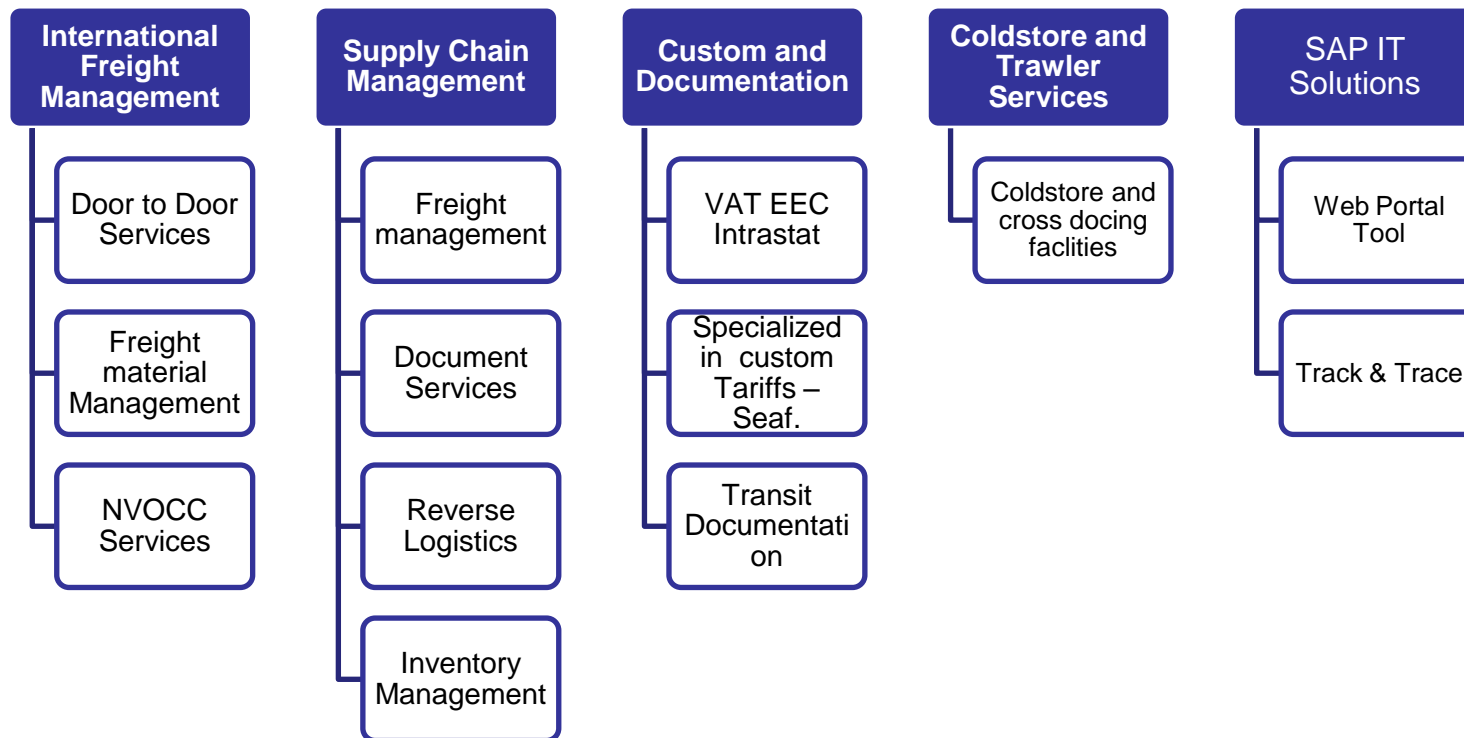 International
Freight
Management
Door to Door
Services
Freight
material
Management
NVOCC
Services
Supply Chain
Management
Freight
management
Document
Services
Reverse
Logistics
Inventory
Management
Custom and
Documentation
VAT EEC
Intrastat
Specialized
in custom
Tariffs –
Seaf.
Transit
Documentati
on
Coldstore and
Trawler
Services
Coldstore and
cross docing
faclities
SAP IT
Solutions
Web Portal
Tool
Track & Trace